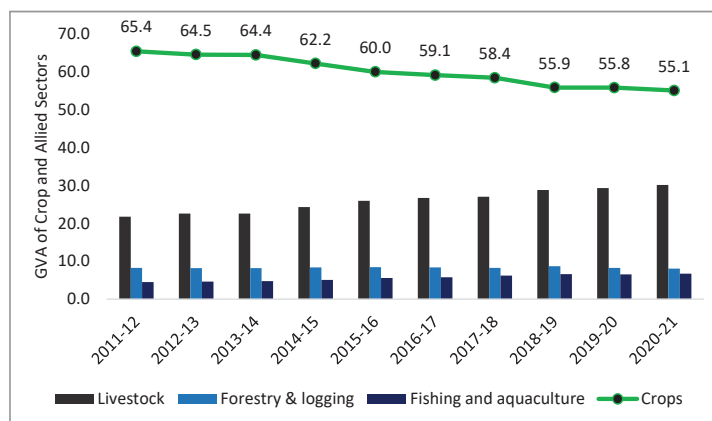 GVA of Crop and Allied Sectors
70.0
60.0
50.0
40.0
30.0
20.0
10.0
0.0
65.4 64.5 64.4 62.2 60.0 59.1 58.4 55.9 55.8 55.1
2011-12 2012-13 2013-14 2014-15 2015-16 2016-17 2017-18 2018-19 2019-20 2020-21
Livestock Forestry & logging Fishing and aquaculture Crops